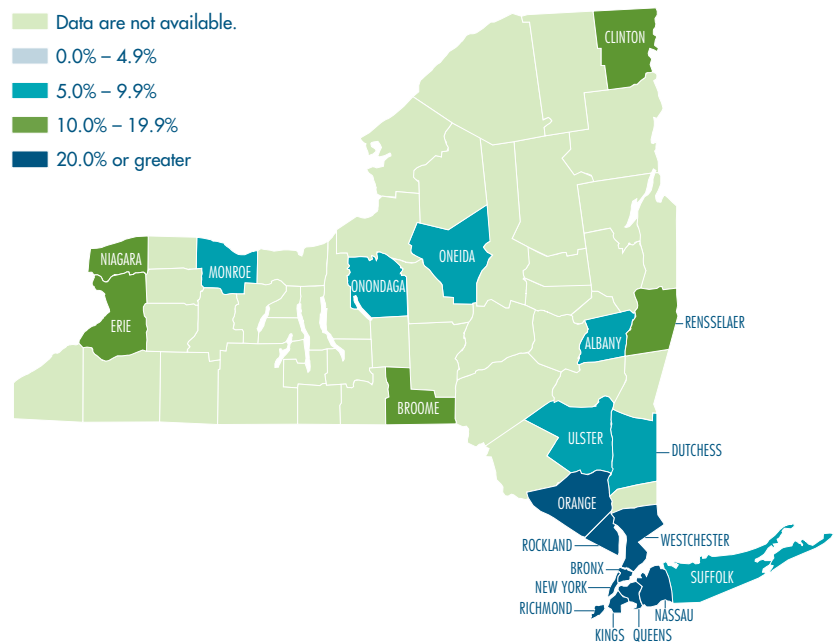 Data are not available.
0.0% – 4.9%
5.0% – 9.9%
10.0% – 19.9%
20.0% or greater
CLINTON
NIAGARA
MONROE
ONEIDA
ONONDAGA
ERIE
RENSSELAER
ALBANY
BROOME
ULSTER
DUTCHESS
ORANGE
ROCKLAND
WESTCHESTER
BRONX
SUFFOLK
NEW YORK
RICHMOND
NASSAU
KINGS
QUEENS